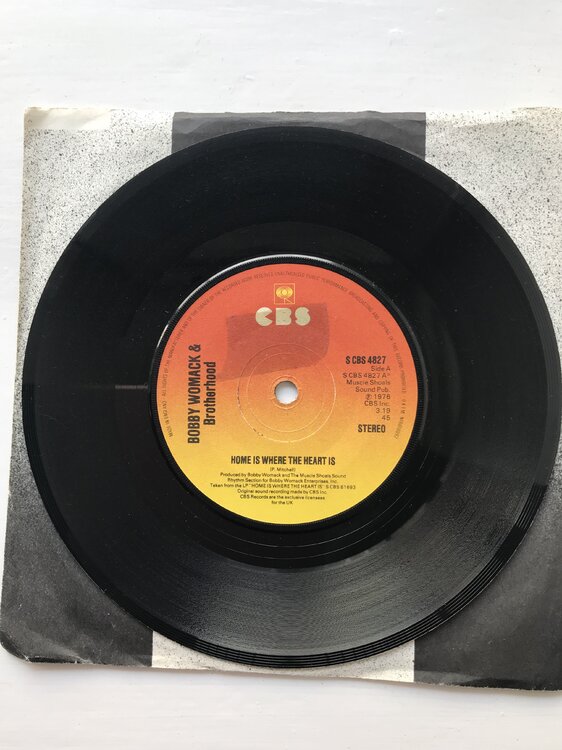 CBS
BOBBY WOMACK &
Brotherhood
S CBS 4827
Side A
S CBS 4827 A
Muscle Shoals
Sound Pub.
℗ 1976
CBS Inc.
3.19
45
STEREO
HOME IS WHERE THE HEART IS
(P. Mitchell)
Produced by Bobby Womack and The Muscle Shoals Sound
Rhythm Section for Bobby Womack Enterprises, Inc.
Taken from the LP "HOME IS WHERE THE HEART IS" S CBS 81693
Original sound recording made by CBS Inc.
CBS Records are the exclusive licensees
for the UK